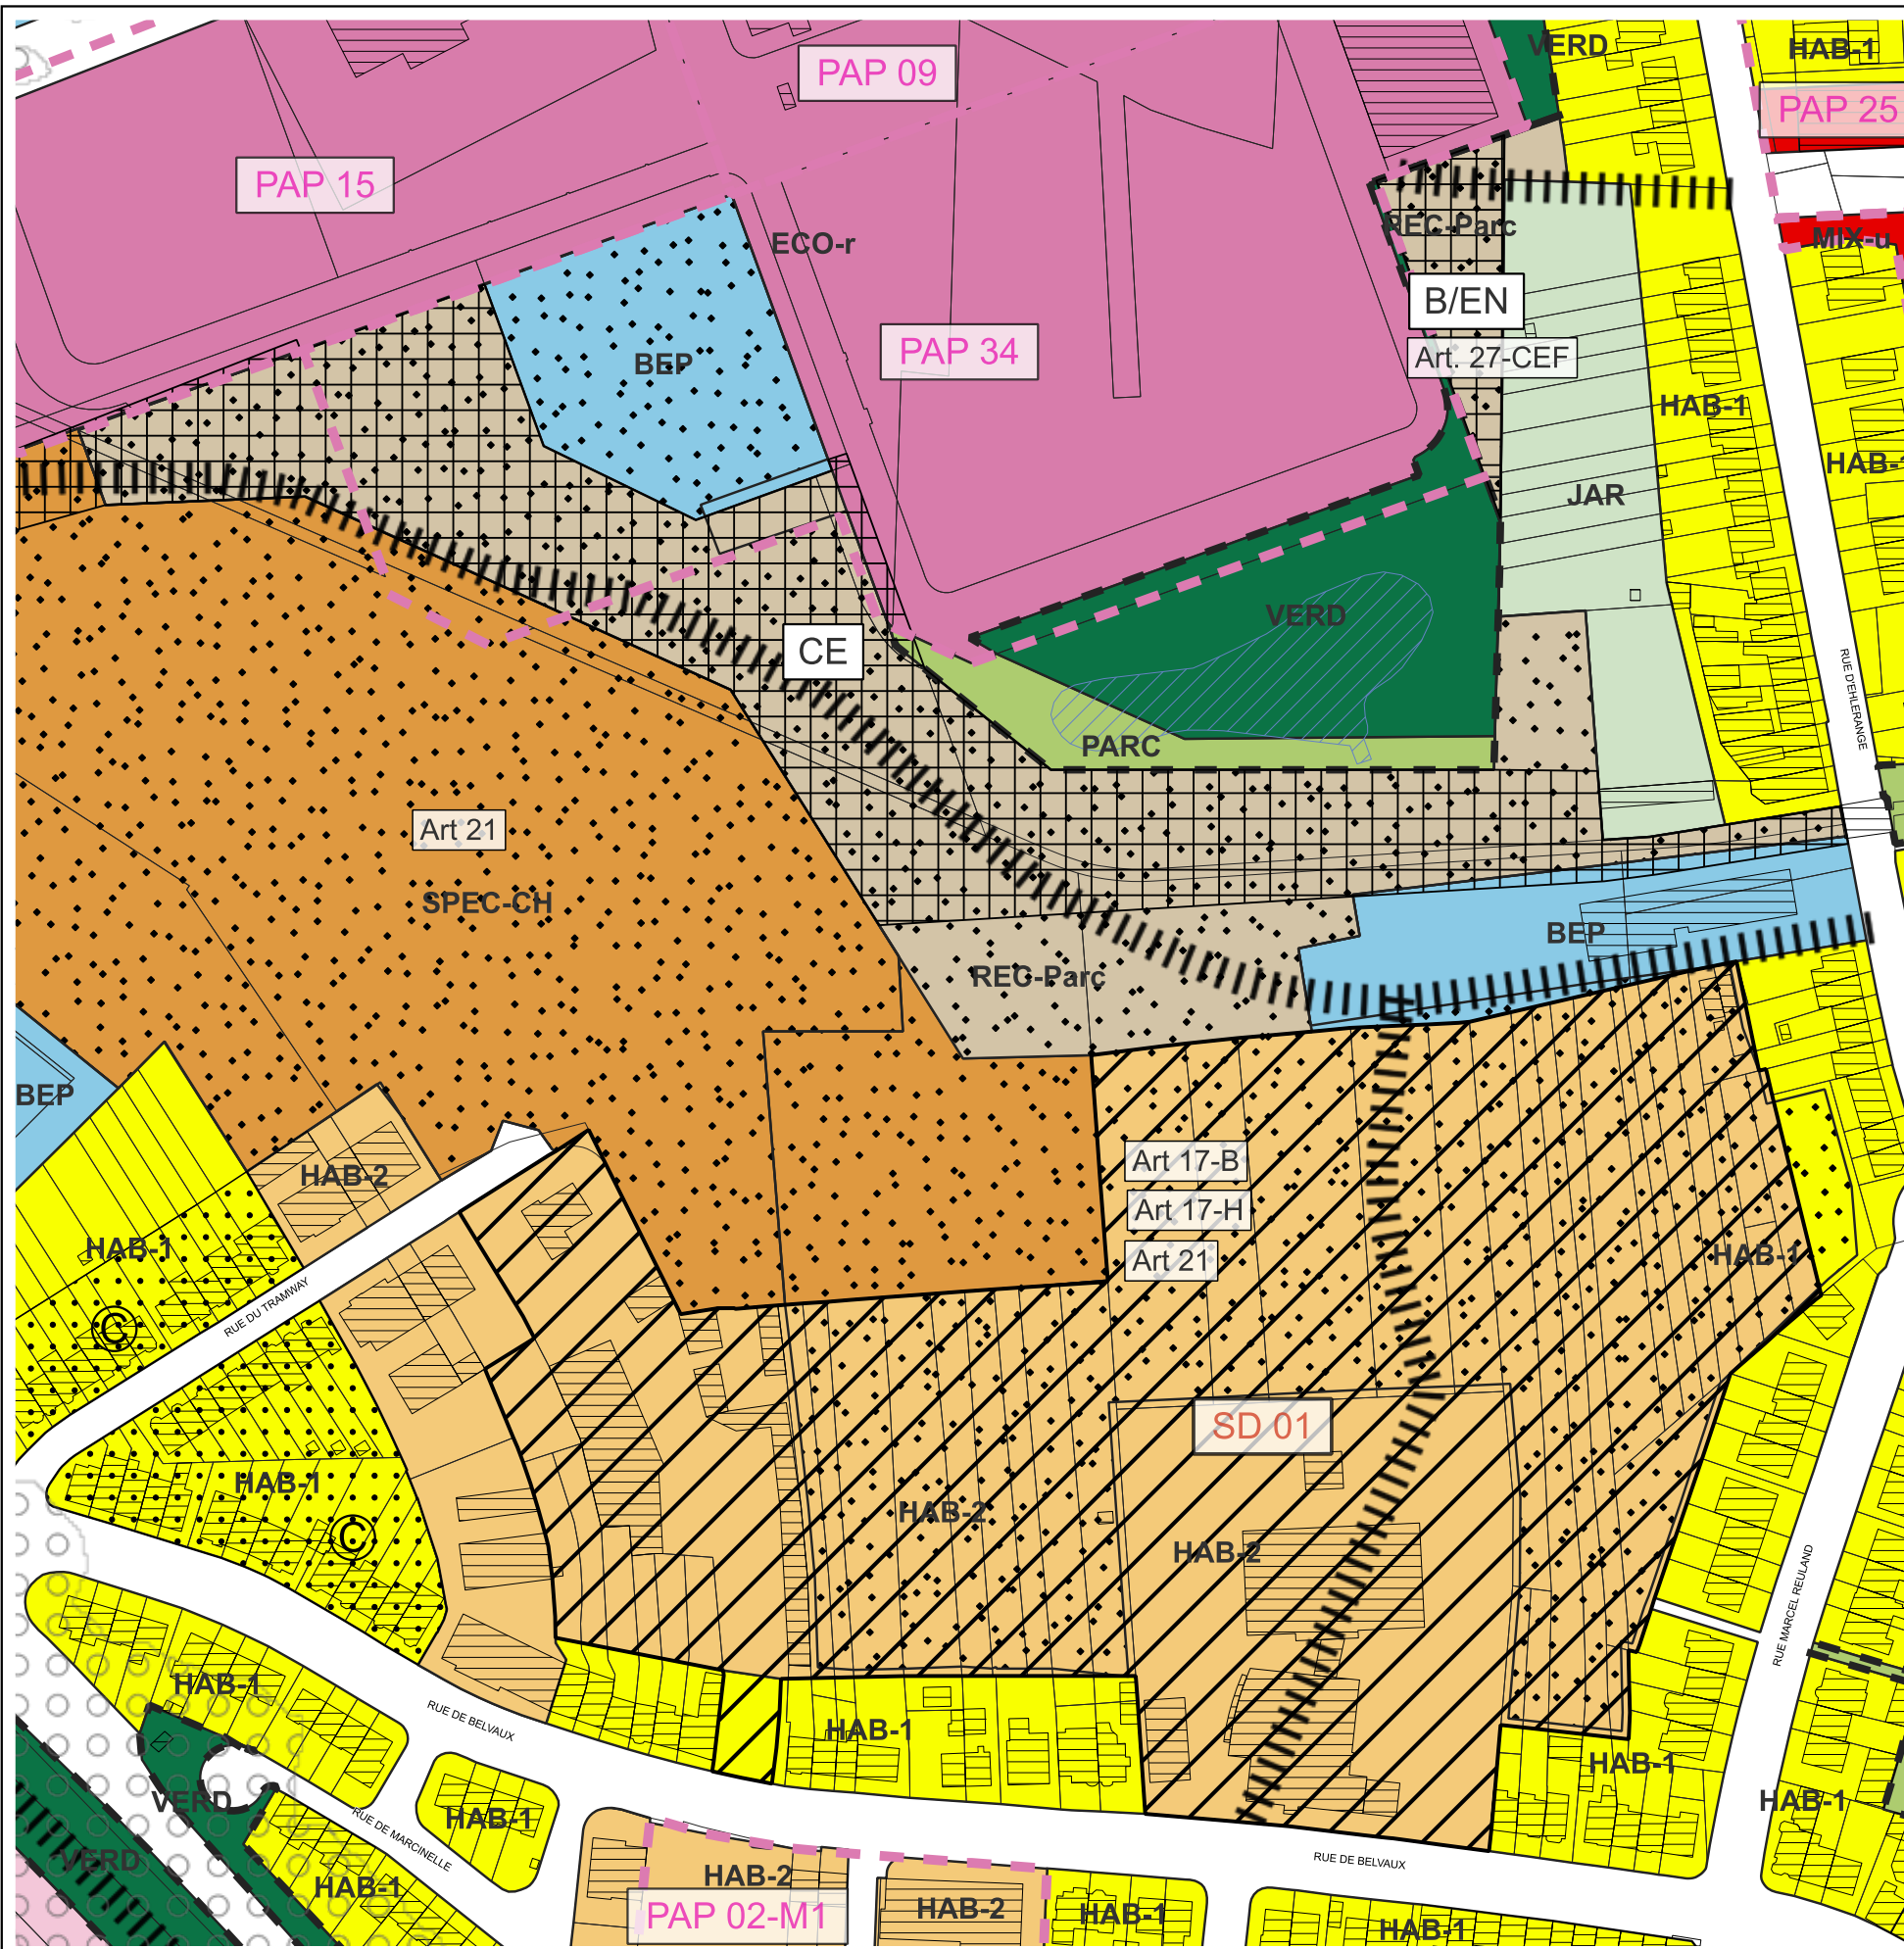 VERD
HAB-1
PAP 09
PAP 25
PAP 15
REC-Parc
MIX-u
ECO-r
B/EN
PAP 34
Art. 27-CEF
BEP
HAB-1
HAB-1
JAR
VERD
CE
RUE D'EHLERANGE
PARC
Art 21
SPEC-CH
BEP
REC-Parc
BEP
Art 17-B
HAB-2
Art 17-H
HAB-1
HAB-1
Art 21
RUE DU TRAMWAY
C
SD 01
HAB-1
HAB-2
C
HAB-2
RUE MARCEL REULAND
HAB-1
RUE DE BELVAUX
HAB-1
HAB-1
VERD
HAB-1
HAB-1
RUE DE MARCINELLE
VERD
RUE DE BELVAUX
HAB-2
HAB-1
PAP 02-M1
HAB-2
HAB-1
HAB-1